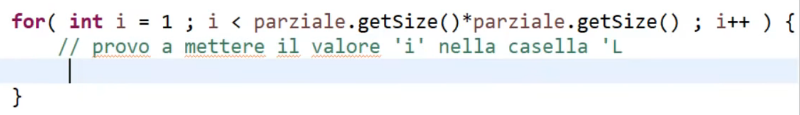 for( int i = 1 ; i < parziale.getSize()*parziale.getSize() ; i++ ) {
// provo a mettere il valore 'i' nella casella 'L
}